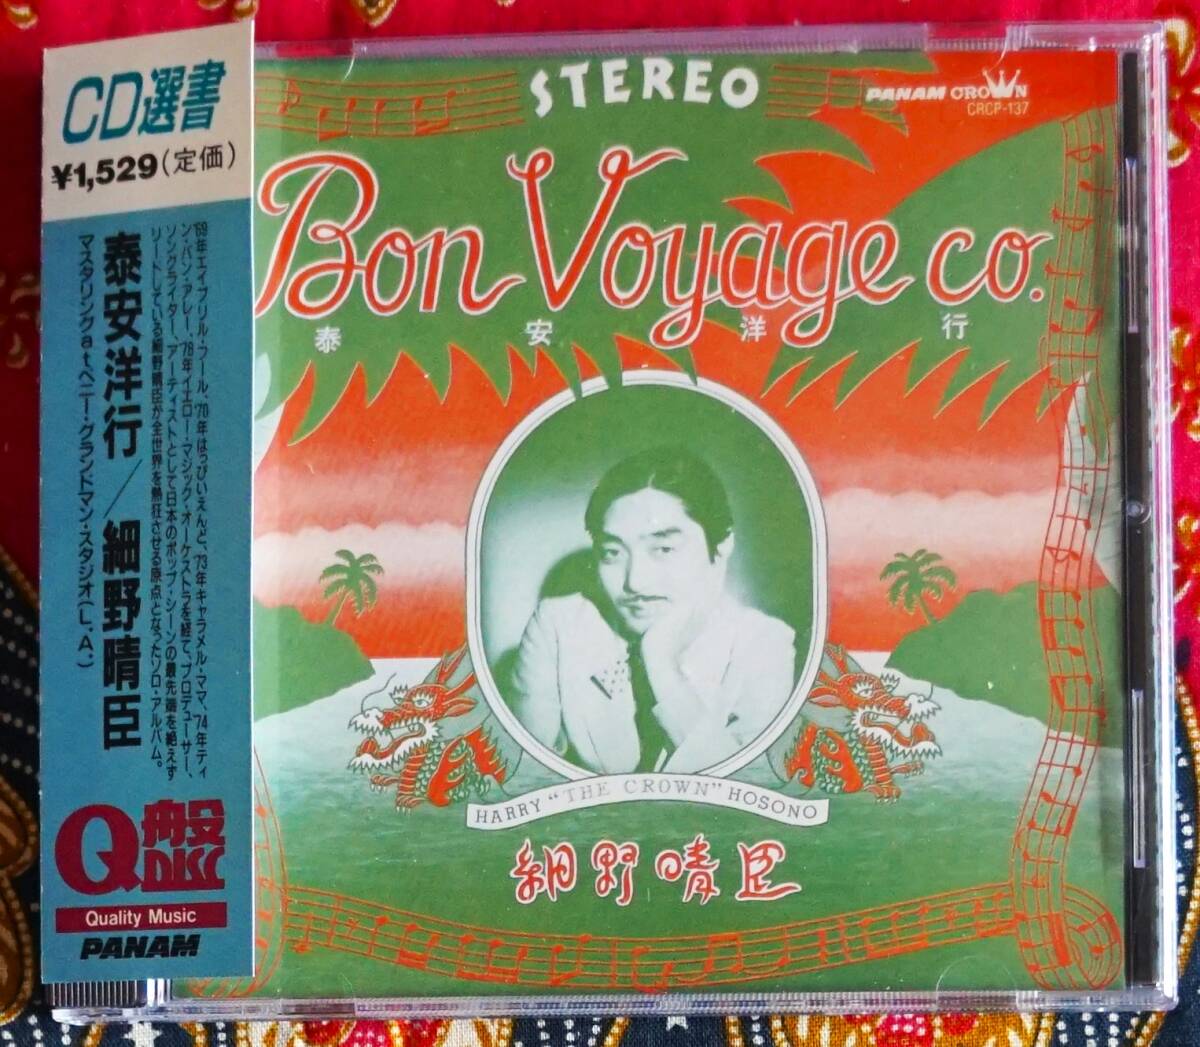 CD選書
¥1,529(定価)
'69年エイプリル・フール、'70年はっぴいえんど、'73年キャラメル・ママ、'74年ティ
ン・パン・アレー、'78年イエロー・マジック・オーケストラを経て、プロデューサー、
ソングライター、アーティストとして日本のポップ・シーンの最先端を絶えず
リードしている細野晴臣が全世界を熱狂させる原点となったソロ・アルバム。
泰安洋行/細野晴臣
マスタリングatヘニー・グランドマン・スタジオ(L.A.)
Q盤
DISC
Quality Music
PANAM
STEREO
PANAM CROWN
CRCP-137
Bon Voyage co.
泰安洋行
HARRY "THE CROWN" HOSONO
細野晴臣